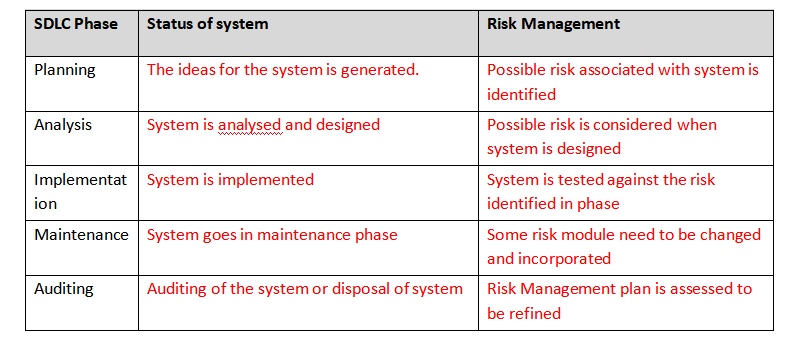 SDLC Phase Status of system Risk Management
Planning The ideas for the system is generated. Possible risk associated with system is
identified
Analysis System is analysed and designed Possible risk is considered when
system is designed
Implementat System is implemented System is tested against the risk
ion identified in phase
Maintenance System goes in maintenance phase Some risk module need to be changed
and incorporated
Auditing Auditing of the system or disposal of system Risk Management plan is assessed to
be refined